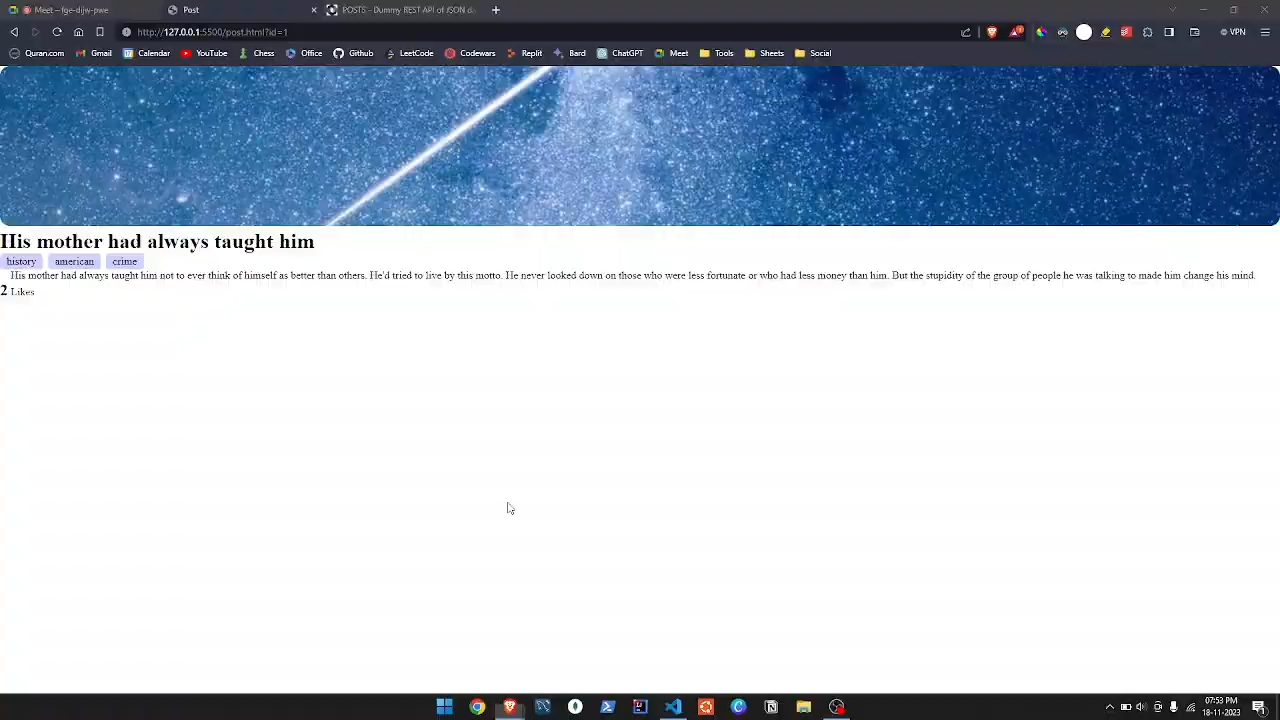 Meet – fge-dijw-pwe
Post
POSTS - Dummy REST API of JSON d
http://127.0.0.1:5500/post.html?id=1
VPN
Quran.com
Gmail
Calendar
YouTube
Chess
Office
Github
LeetCode
Codewars
Replit
Bard
ChatGPT
Meet
Tools
Sheets
Social
His mother had always taught him
history american crime
His mother had always taught him not to ever think of himself as better than others. He'd tried to live by this motto. He never looked down on those who were less fortunate or who had less money than him. But the stupidity of the group of people he was talking to made him change his mind.
2 Likes
07:53 PM
18-11-2023